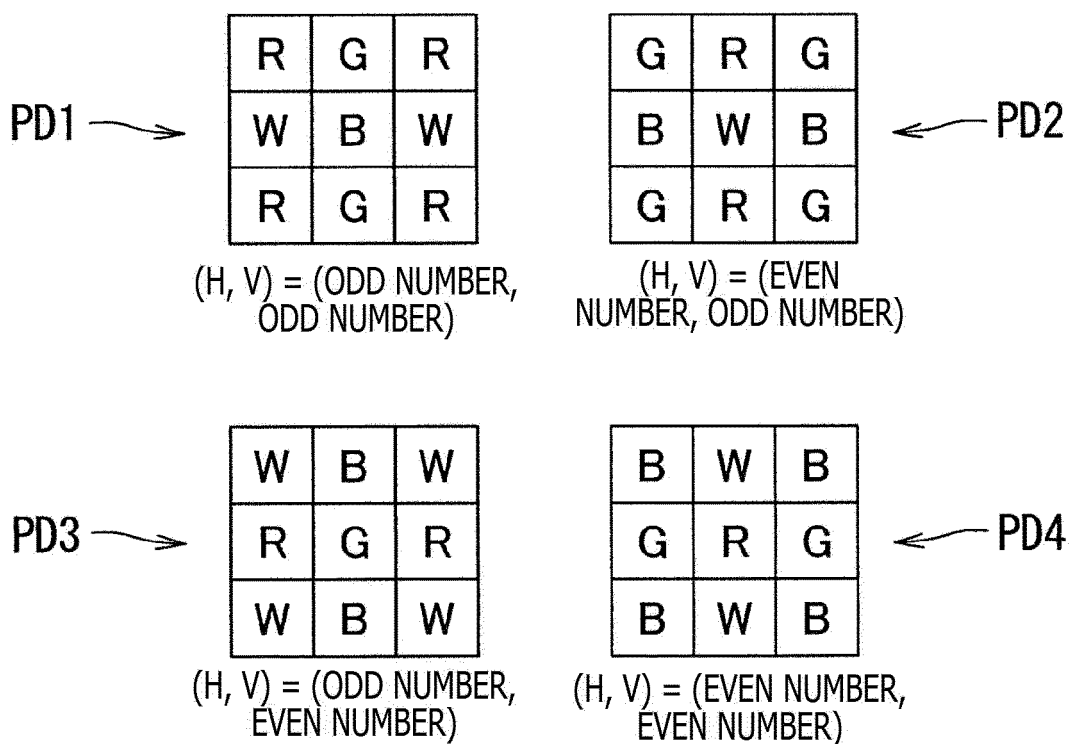 R G R G R G
PD1 W B W B W B PD2
R G R G R G
(H, V) = (ODD NUMBER, (H, V) = (EVEN
ODD NUMBER) NUMBER, ODD NUMBER)
W B W B W B
PD3 R G R G R G PD4
W B W B W B
(H, V) = (ODD NUMBER, (H, V) = (EVEN NUMBER,
EVEN NUMBER) EVEN NUMBER)